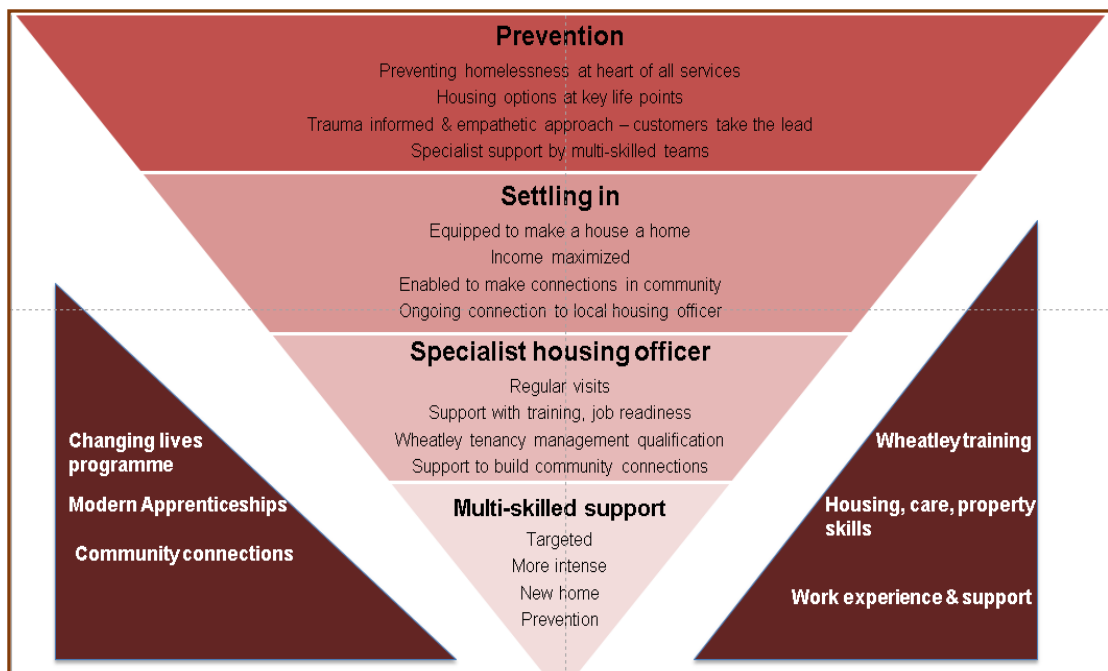 Prevention
Preventing homelessness at heart of all services
Housing options at key life points
Trauma informed & empathetic approach – customers take the lead
Specialist support by multi-skilled teams
Settling in
Equipped to make a house a home
Income maximized
Enabled to make connections in community
Ongoing connection to local housing officer
Specialist housing officer
Regular visits
Support with training, job readiness
Wheatley tenancy management qualification
Support to build community connections
Multi-skilled support
Targeted
More intense
New home
Prevention
Changing lives
programme
Modern Apprenticeships
Community connections
Wheatley training
Housing, care, property
skills
Work experience & support